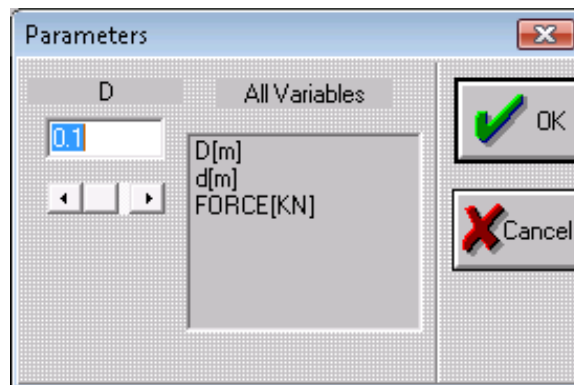 Parameters
D
All Variables
0.1
D[m]
d[m]
FORCE[KN]
OK
Cancel